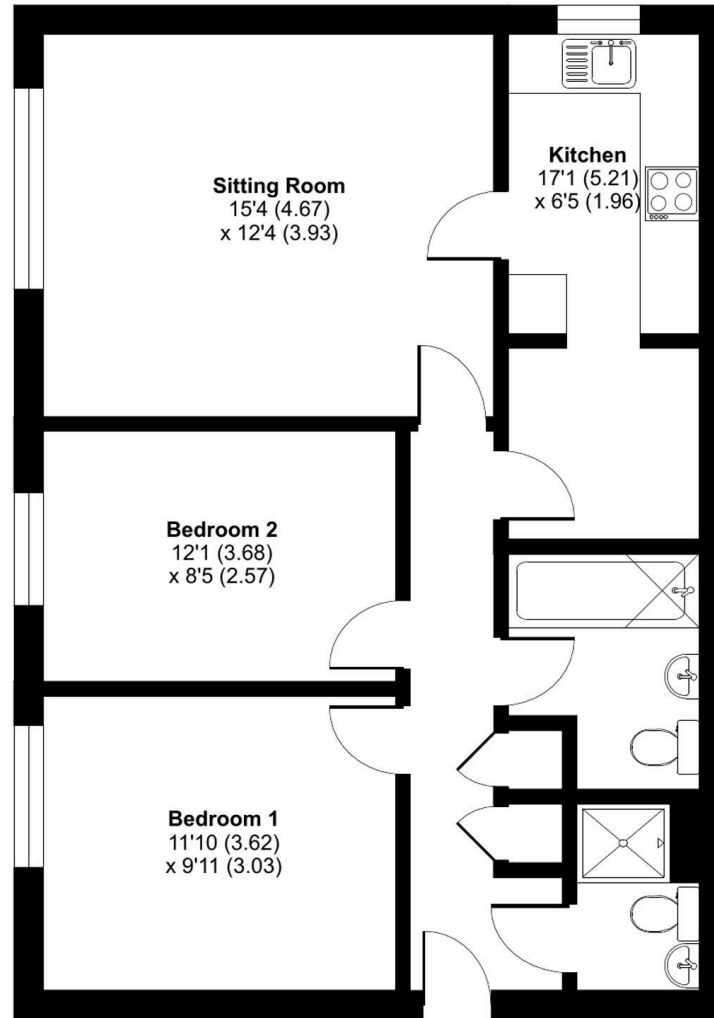 Kitchen
17'1 (5.21)
x 6'5 (1.96)
Sitting Room
15'4 (4.67)
x 12'4 (3.93)
Bedroom 2
12'1 (3.68)
x 8'5 (2.57)
Bedroom 1
11'10 (3.62)
x 9'11 (3.03)